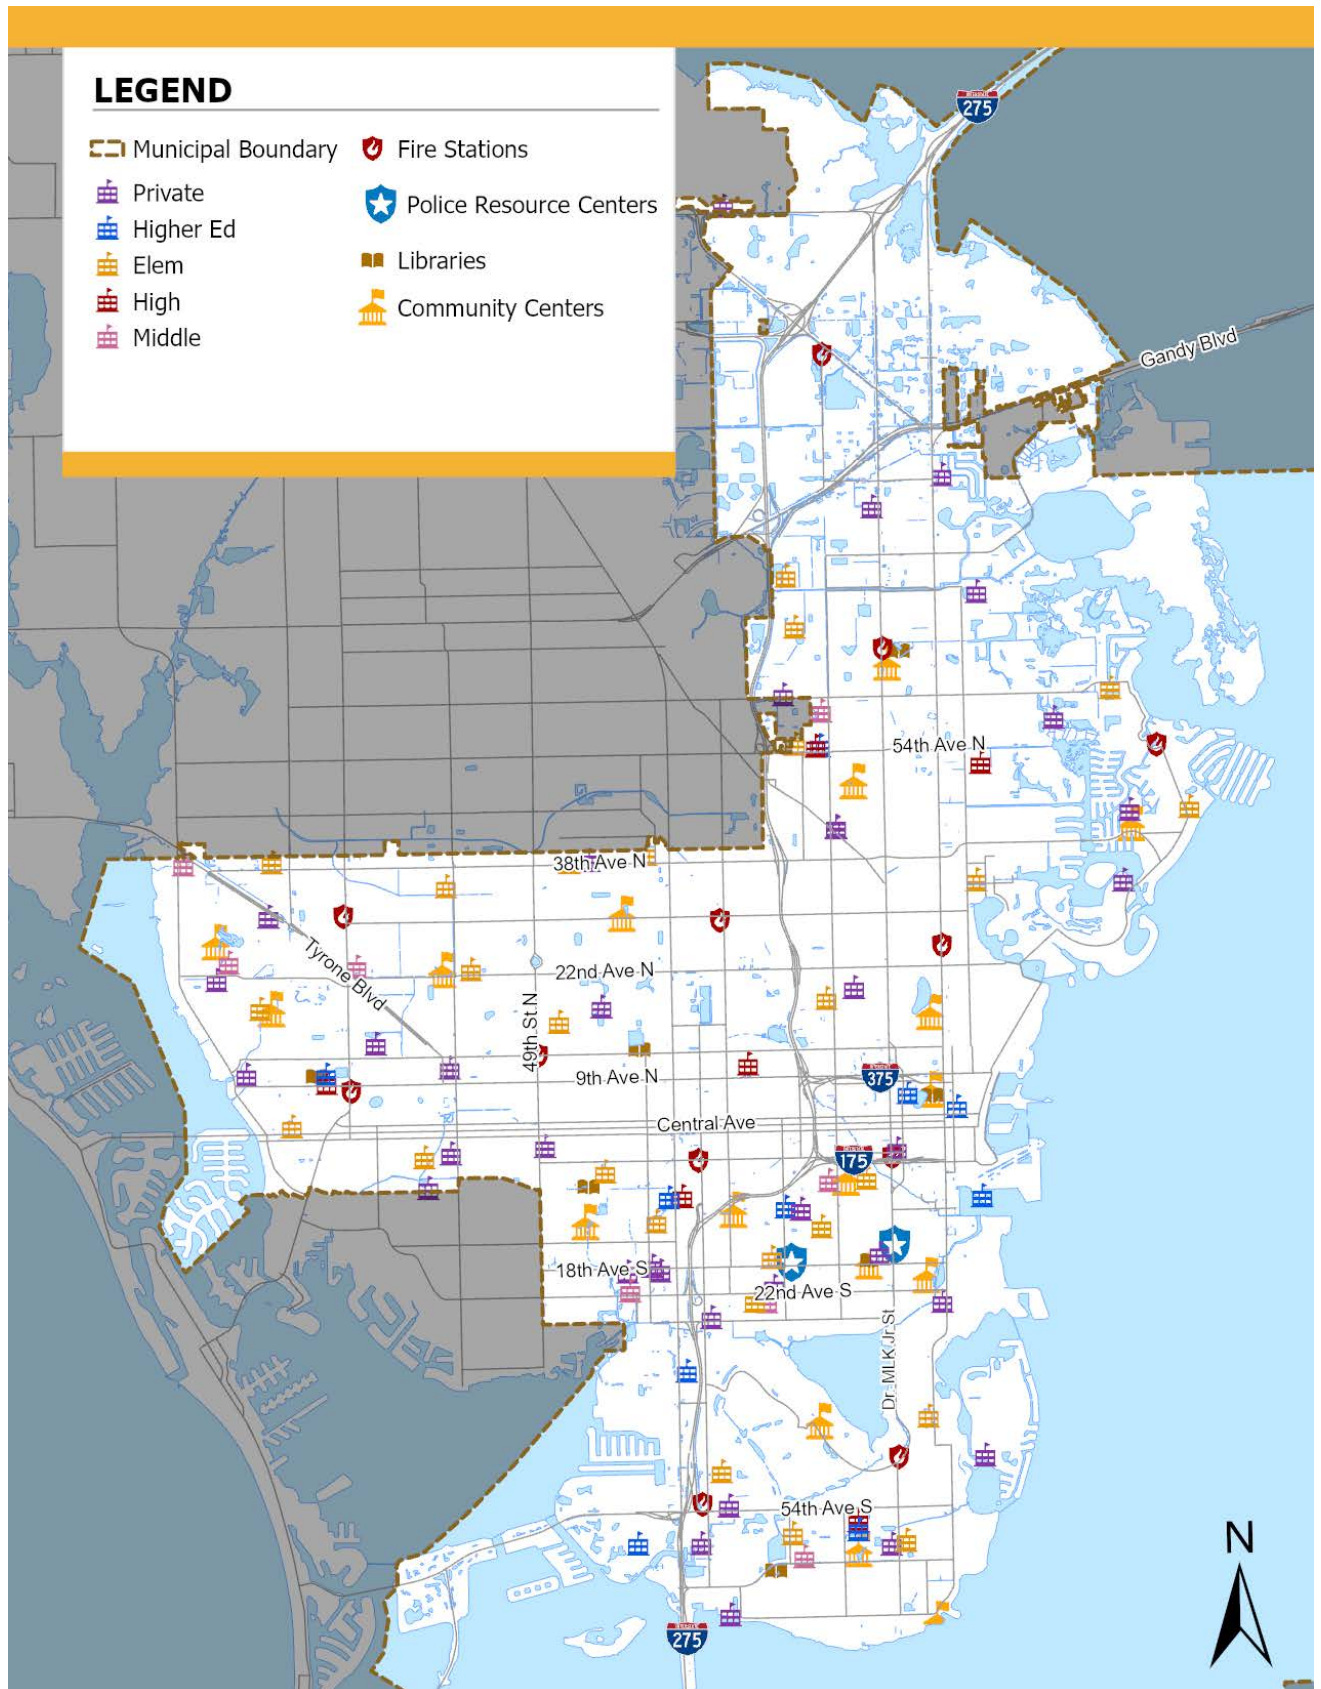 LEGEND
Municipal Boundary
Private
Higher Ed
Elem
High
Middle
Fire Stations
Police Resource Centers
Libraries
Community Centers
275
Gandy Blvd
54th Ave N
38th Ave N
Tyrone Blvd
22nd Ave N
49th St N
9th Ave N
375
Central Ave
175
18th Ave S
22nd Ave S
Dr. MLK Jr St
54th Ave S
N
275